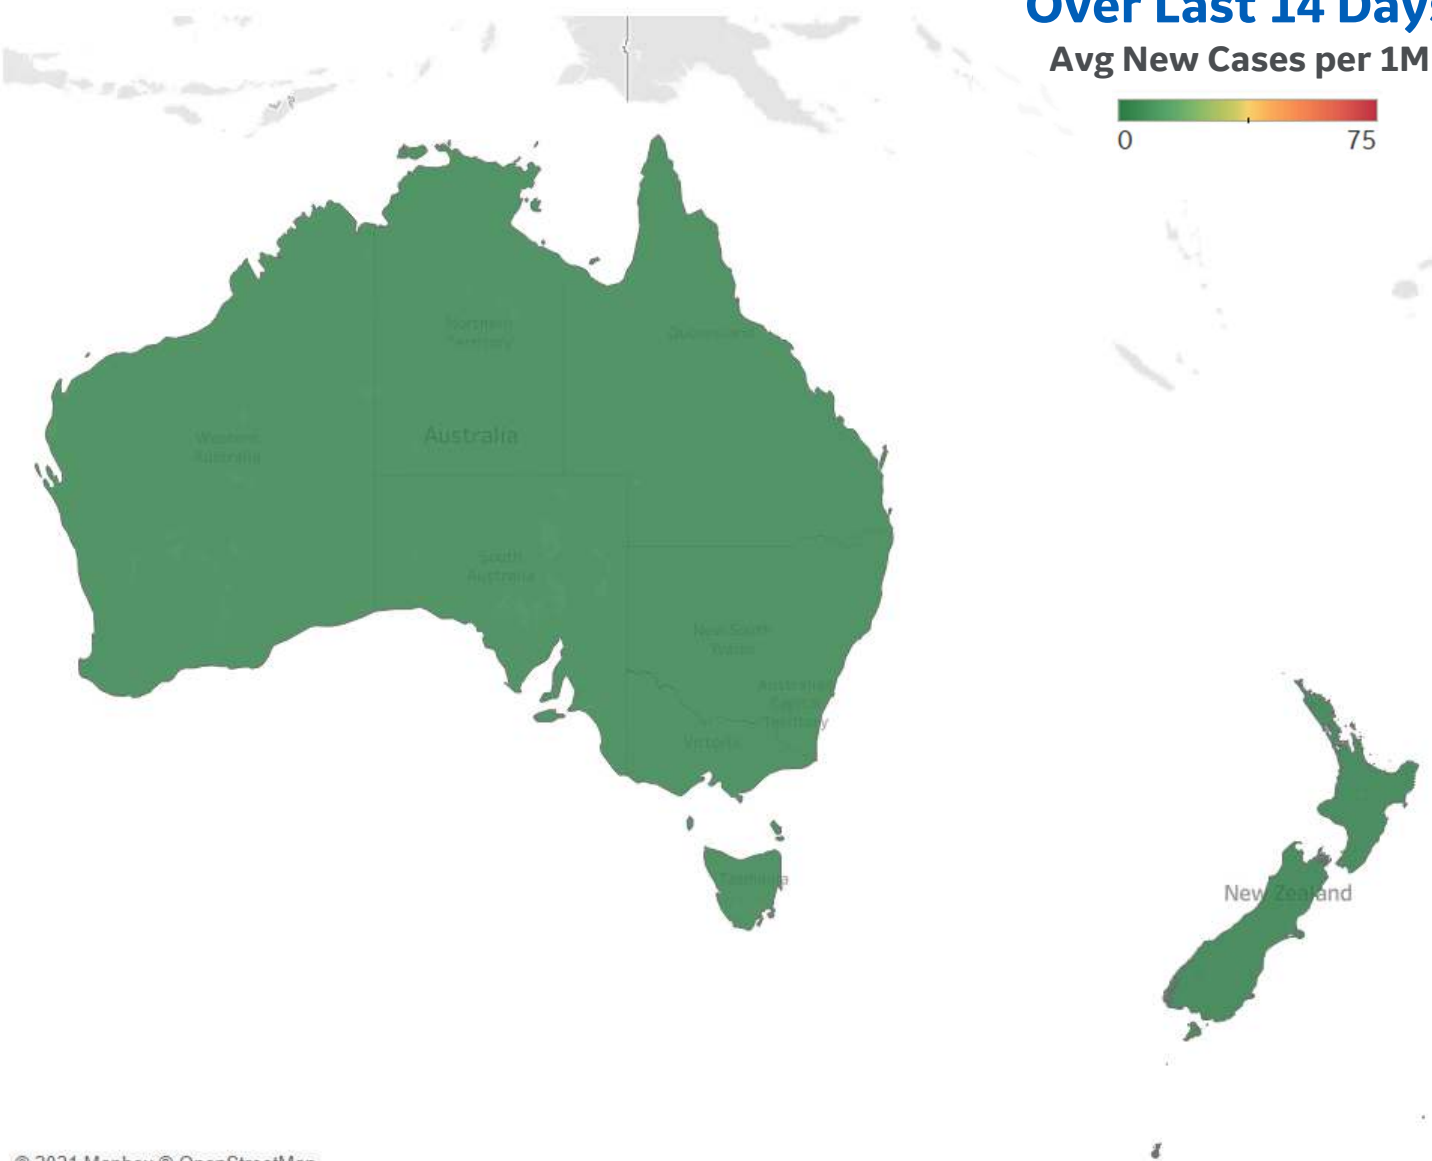 Over Last 14 Days
Avg New Cases per 1M
0
75
Northern
Territory
Queensland
Western
Australia
Australia
South
Australia
New South
Wales
Australian
Capital
Territory
Victoria
Tasmania
New Zealand
© 2021 Mapbox © OpenStreetMap